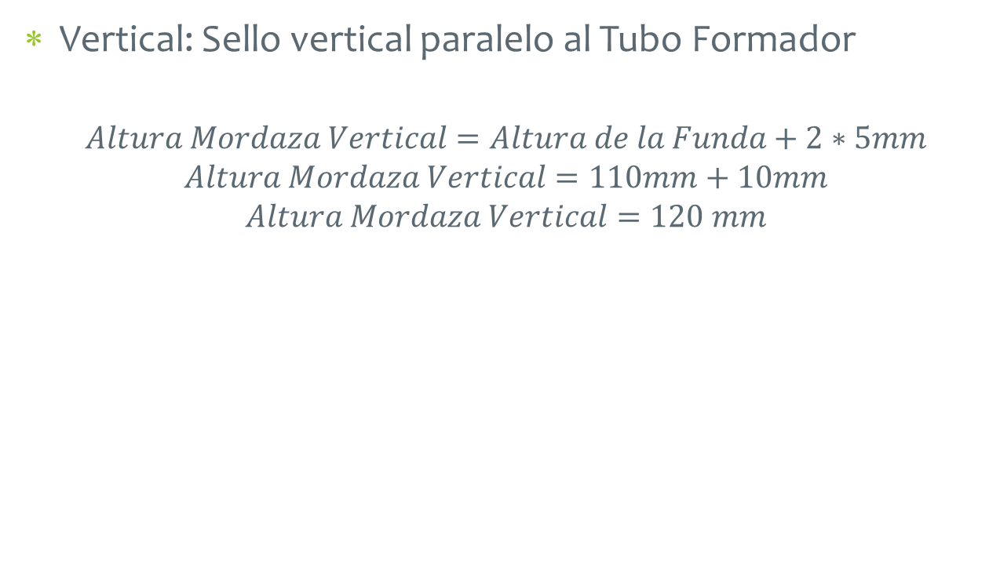 * Vertical: Sello vertical paralelo al Tubo Formador
Altura Mordaza Vertical = Altura de la Funda + 2 ∗ 5mm
Altura Mordaza Vertical = 110mm + 10mm
Altura Mordaza Vertical = 120 mm